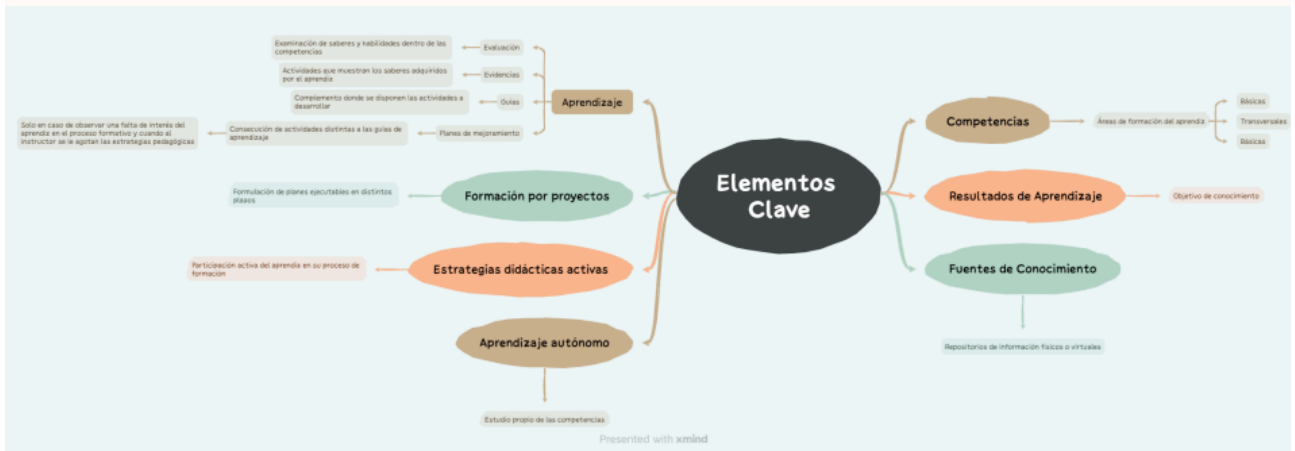 Elementos
Clave
Aprendizaje
Evaluación
Examinación de saberes y habilidades dentro de las
competencias
Evidencias
Actividades que muestran los saberes adquiridos
por el aprendiz
Guías
Complemento donde se disponen las actividades a
desarrollar
Planes de mejoramiento
Consecución de actividades distintas a las guías de
aprendizaje
Solo en caso de observar una falta de interés del
aprendiz en el proceso formativo y cuando al
instructor se le agotan las estrategias pedagógicas
Formación por proyectos
Formulación de planes ejecutables en distintos
plazos
Estrategias didácticas activas
Participación activa del aprendiz en su proceso de
formación
Aprendizaje autónomo
Estudio propio de las competencias
Competencias
Áreas de formación del aprendiz
Básicas
Transversales
Básicas
Resultados de Aprendizaje
Objetivo de conocimiento
Fuentes de Conocimiento
Repositorios de información físicos o virtuales
Presented with xmind